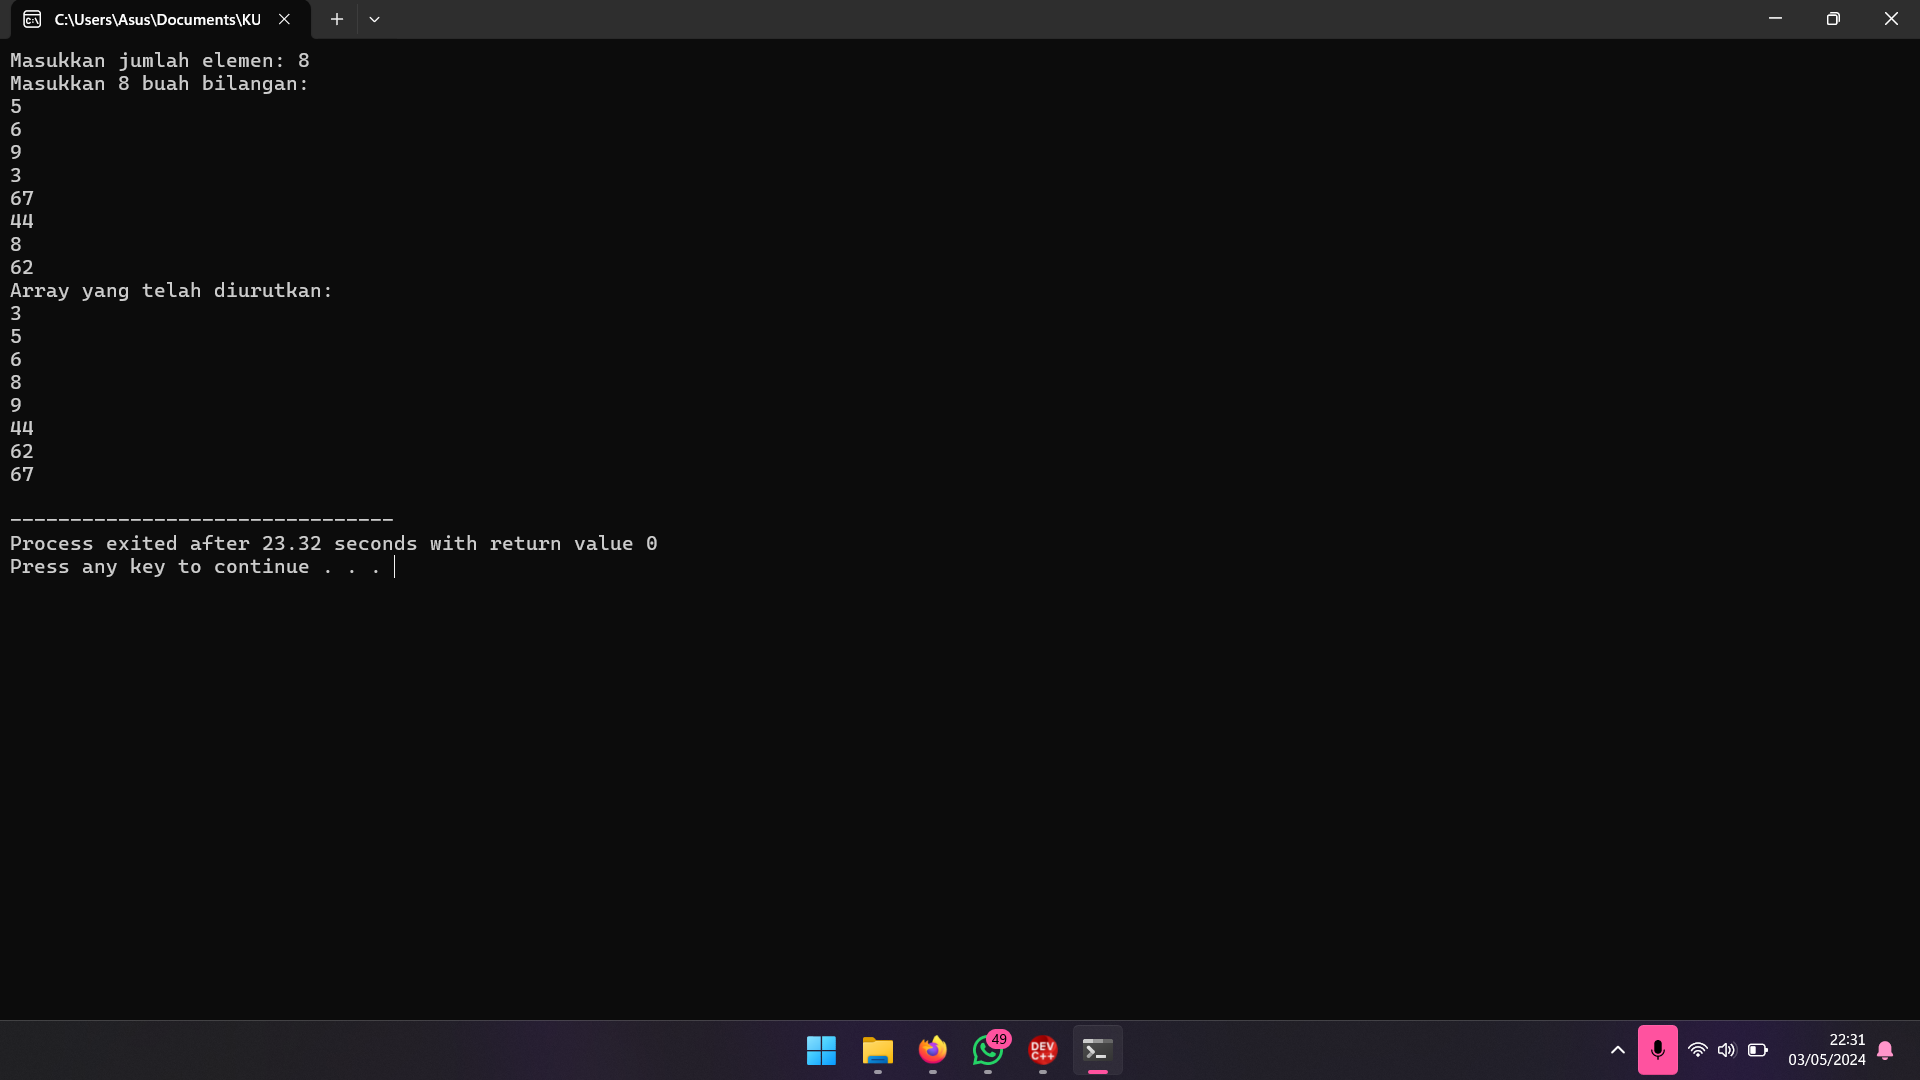 C:\Users\Asus\Documents\KU
Masukkan jumlah elemen: 8
Masukkan 8 buah bilangan:
5
6
9
3
67
44
8
62
Array yang telah diurutkan:
3
5
6
8
9
44
62
67
--------------------------------
Process exited after 23.32 seconds with return value 0
Press any key to continue . . .
49
DEV
C++
22:31
03/05/2024